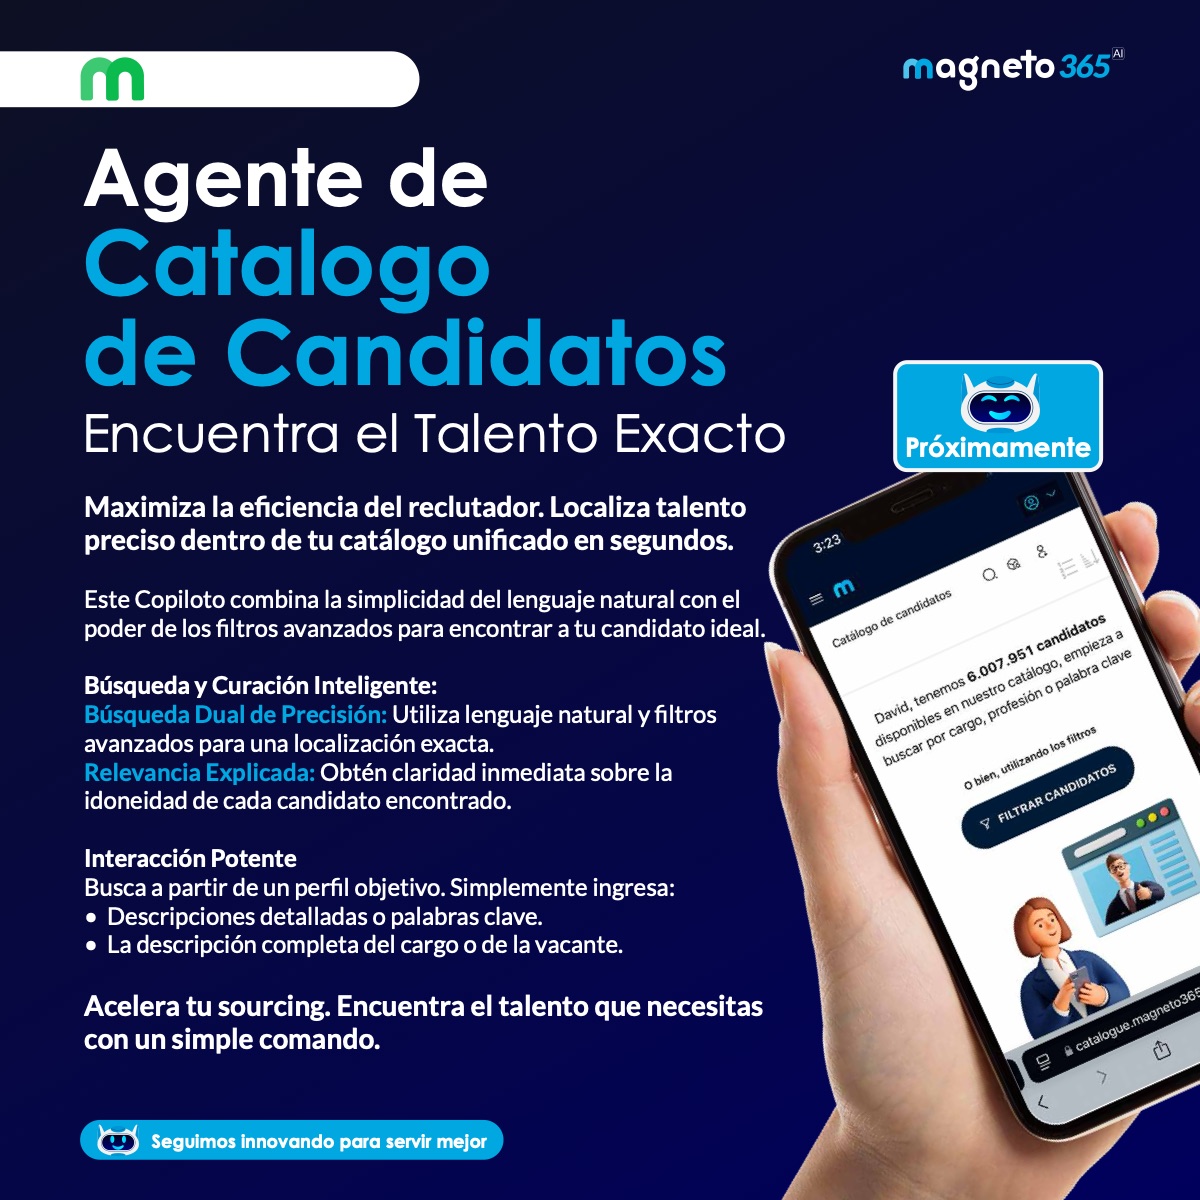 m
magneto 365 AI
Agente de
Catalogo
de Candidatos
Encuentra el Talento Exacto
Próximamente
Maximiza la eficiencia del reclutador. Localiza talento
preciso dentro de tu catálogo unificado en segundos.
Este Copiloto combina la simplicidad del lenguaje natural con el
poder de los filtros avanzados para encontrar a tu candidato ideal.
Búsqueda y Curación Inteligente:
Búsqueda Dual de Precisión: Utiliza lenguaje natural y filtros
avanzados para una localización exacta.
Relevancia Explicada: Obtén claridad inmediata sobre la
idoneidad de cada candidato encontrado.
Interacción Potente
Busca a partir de un perfil objetivo. Simplemente ingresa:
• Descripciones detalladas o palabras clave.
• La descripción completa del cargo o de la vacante.
Acelera tu sourcing. Encuentra el talento que necesitas
con un simple comando.
Seguimos innovando para servir mejor
3:23
m
Catálogo de candidatos
David, tenemos 6.007.951 candidatos
disponibles en nuestro catálogo, empieza a
buscar por cargo, profesión o palabra clave
O bien, utilizando los filtros
FILTRAR CANDIDATOS
catalogue.magneto365